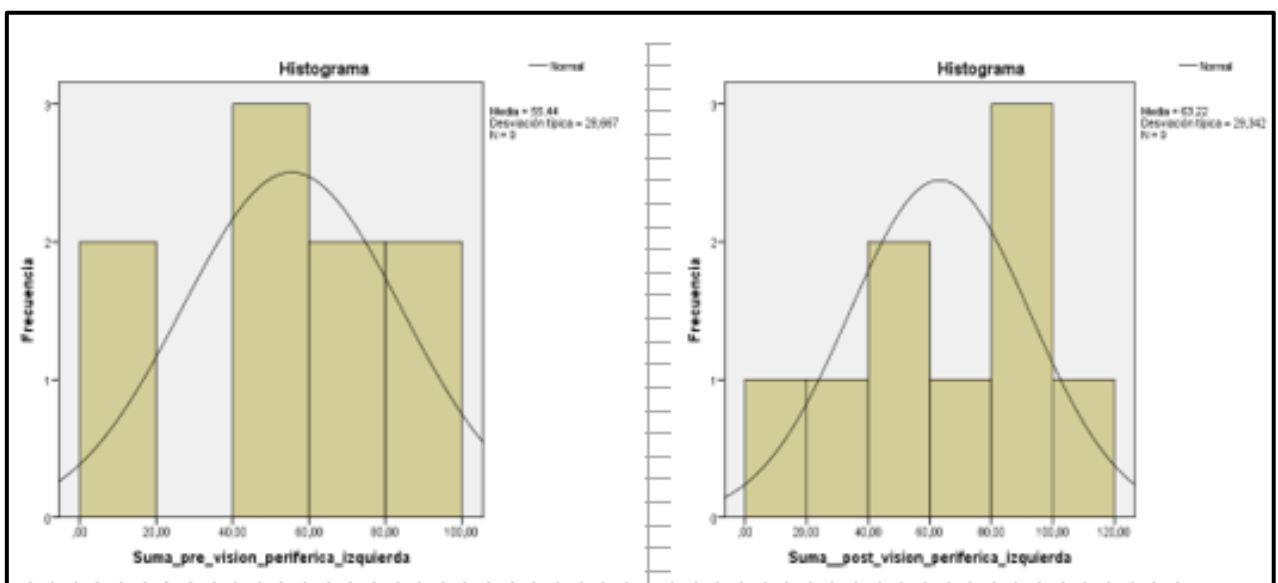 Histograma
Normal
Media = 55,44
Desviación típica = 28,667
N = 9
3
2
1
0
Frecuencia
,00 20,00 40,00 60,00 80,00 100,00
Suma_pre_vision_periferica_izquierda
Histograma
Normal
Media = 63,22
Desviación típica = 29,342
N = 9
3
2
1
0
Frecuencia
,00 20,00 40,00 60,00 80,00 100,00 120,00
Suma__post_vision_periferica_izquierda